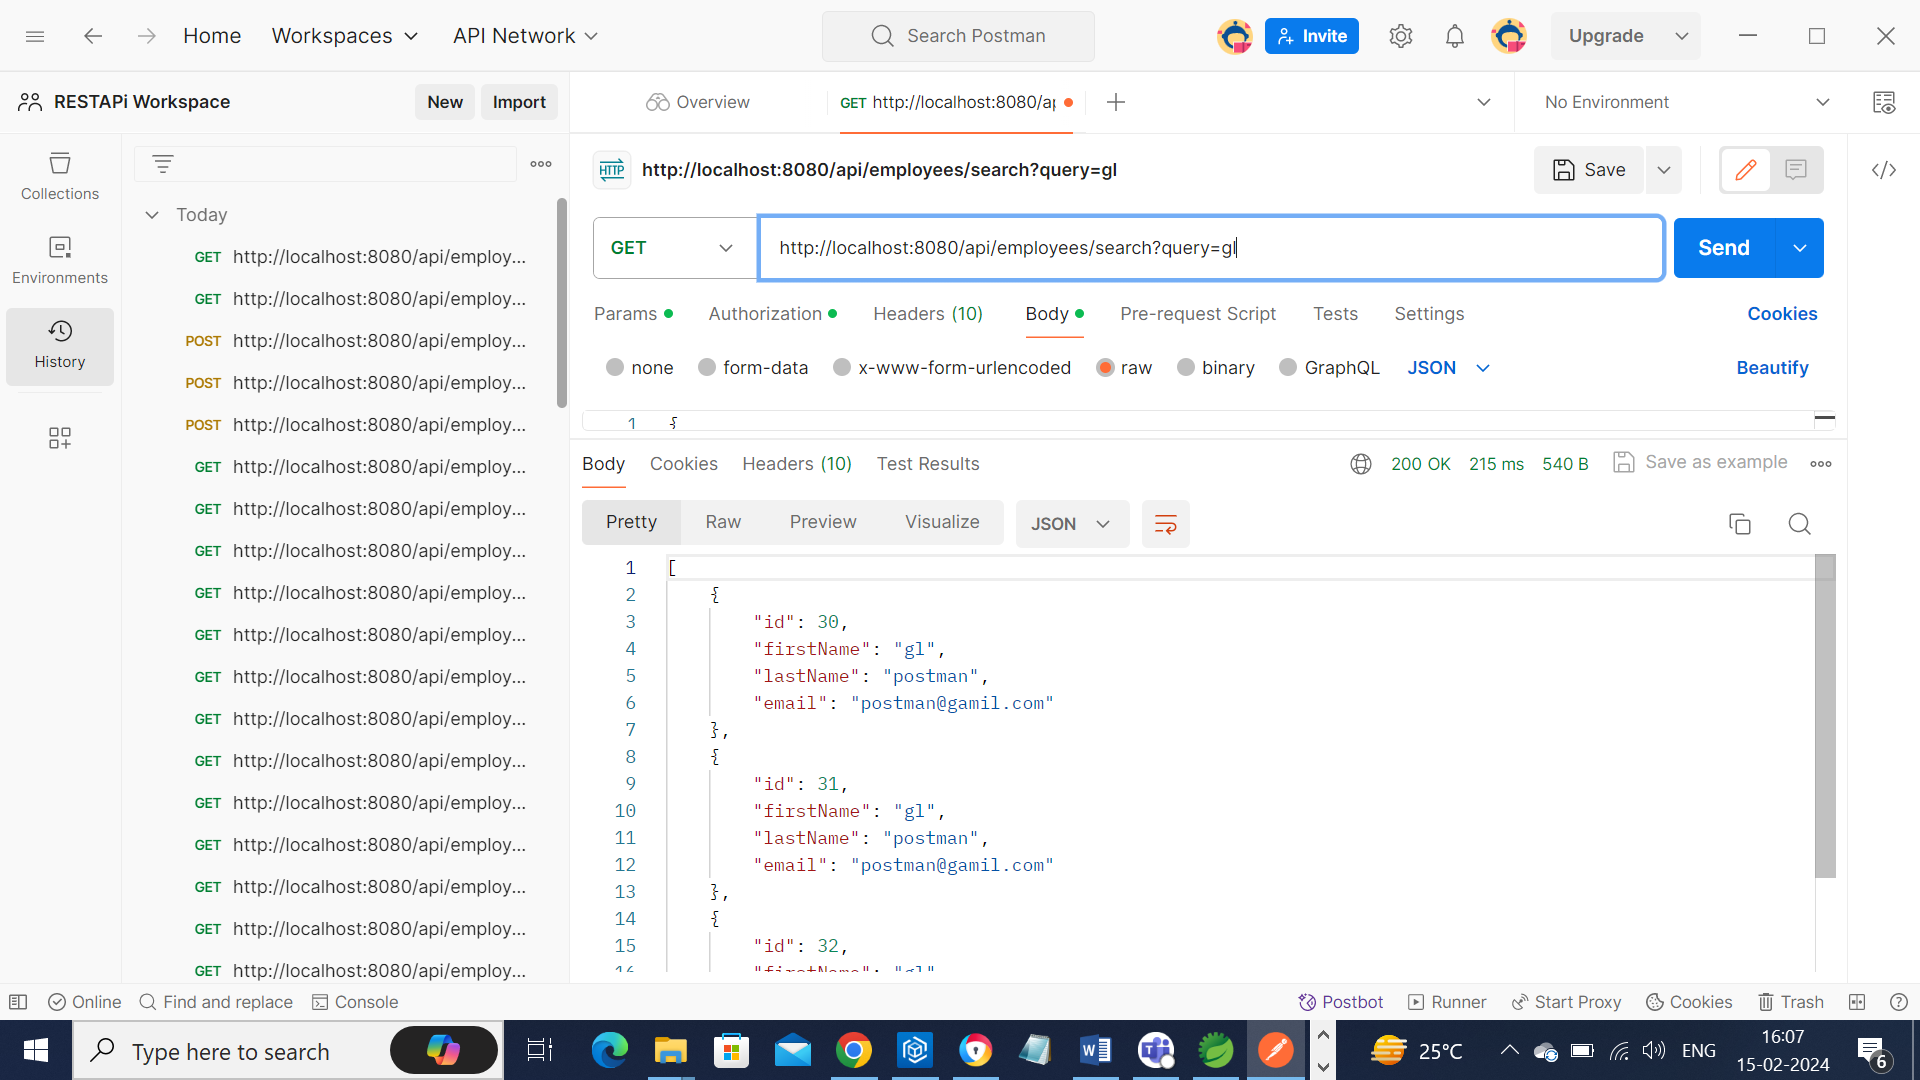 Home
Workspaces
API Network
Search Postman
Invite
Upgrade
RESTAPi Workspace
New
Import
Overview
GET http://localhost:8080/ap
No Environment
Collections
Environments
History
Today
GET http://localhost:8080/api/employ...
GET http://localhost:8080/api/employ...
POST http://localhost:8080/api/employ...
POST http://localhost:8080/api/employ...
POST http://localhost:8080/api/employ...
GET http://localhost:8080/api/employ...
GET http://localhost:8080/api/employ...
GET http://localhost:8080/api/employ...
GET http://localhost:8080/api/employ...
GET http://localhost:8080/api/employ...
GET http://localhost:8080/api/employ...
GET http://localhost:8080/api/employ...
GET http://localhost:8080/api/employ...
GET http://localhost:8080/api/employ...
GET http://localhost:8080/api/employ...
GET http://localhost:8080/api/employ...
GET http://localhost:8080/api/employ...
GET http://localhost:8080/api/employ...
HTTP http://localhost:8080/api/employees/search?query=gl
Save
GET
http://localhost:8080/api/employees/search?query=gl
Send
Params
Authorization
Headers (10)
Body
Pre-request Script
Tests
Settings
Cookies
none
form-data
x-www-form-urlencoded
raw
binary
GraphQL
JSON
Beautify
1 {
Body
Cookies
Headers (10)
Test Results
200 OK
215 ms
540 B
Save as example
Pretty
Raw
Preview
Visualize
JSON
1 [
2 {
3 "id": 30,
4 "firstName": "gl",
5 "lastName": "postman",
6 "email": "postman@gamil.com"
7 },
8 {
9 "id": 31,
10 "firstName": "gl",
11 "lastName": "postman",
12 "email": "postman@gamil.com"
13 },
14 {
15 "id": 32,
16 "firstName": "gl"
Online
Find and replace
Console
Postbot
Runner
Start Proxy
Cookies
Trash
Type here to search
25°C
ENG
16:07
15-02-2024
6